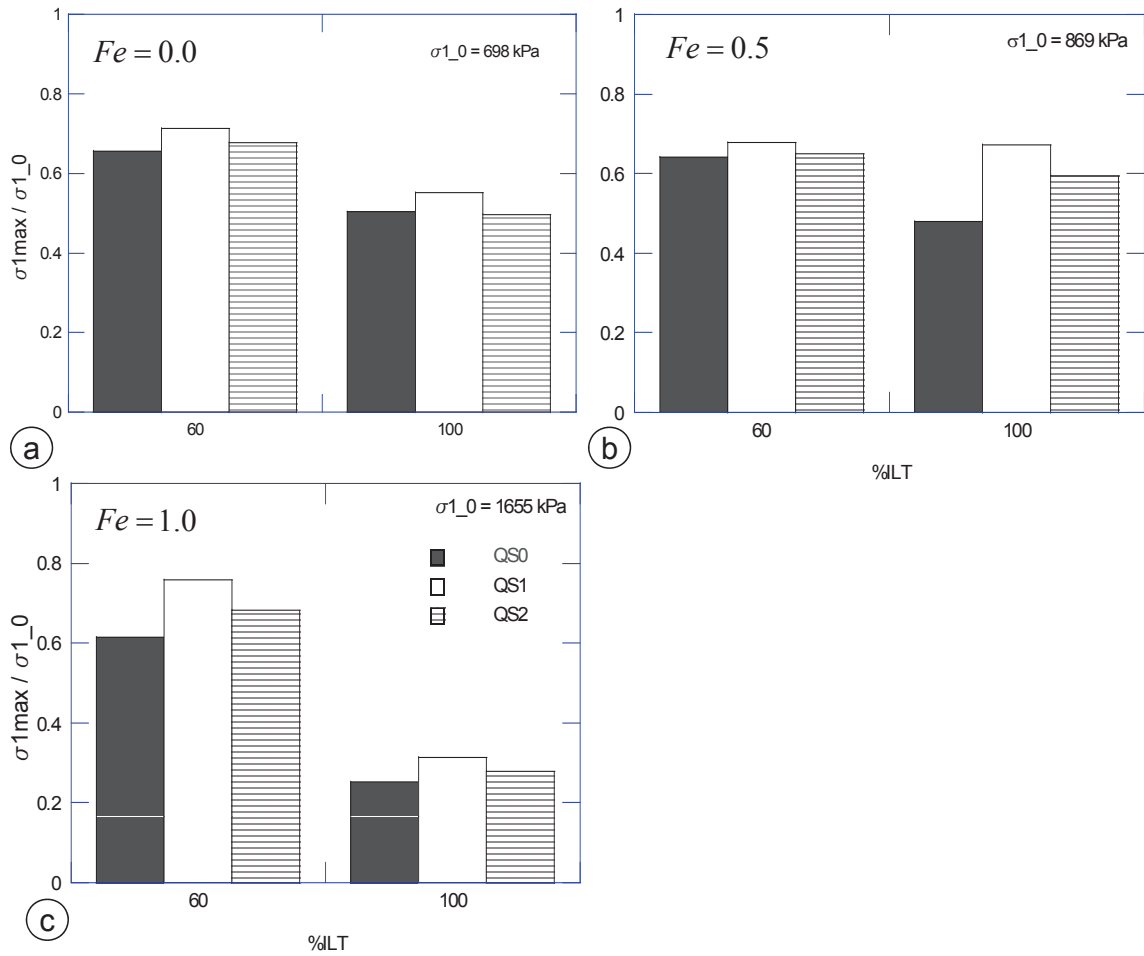 1
Fe = 0.0
σ1_0 = 698 kPa
0.8
0.6
0.4
0.2
0
σ1max / σ1_0
60
100
a
1
Fe = 0.5
σ1_0 = 869 kPa
0.8
0.6
0.4
0.2
0
60
100
b
%ILT
1
Fe = 1.0
σ1_0 = 1655 kPa
0.8
0.6
0.4
0.2
0
QS0
QS1
QS2
σ1max / σ1_0
60
100
c
%ILT